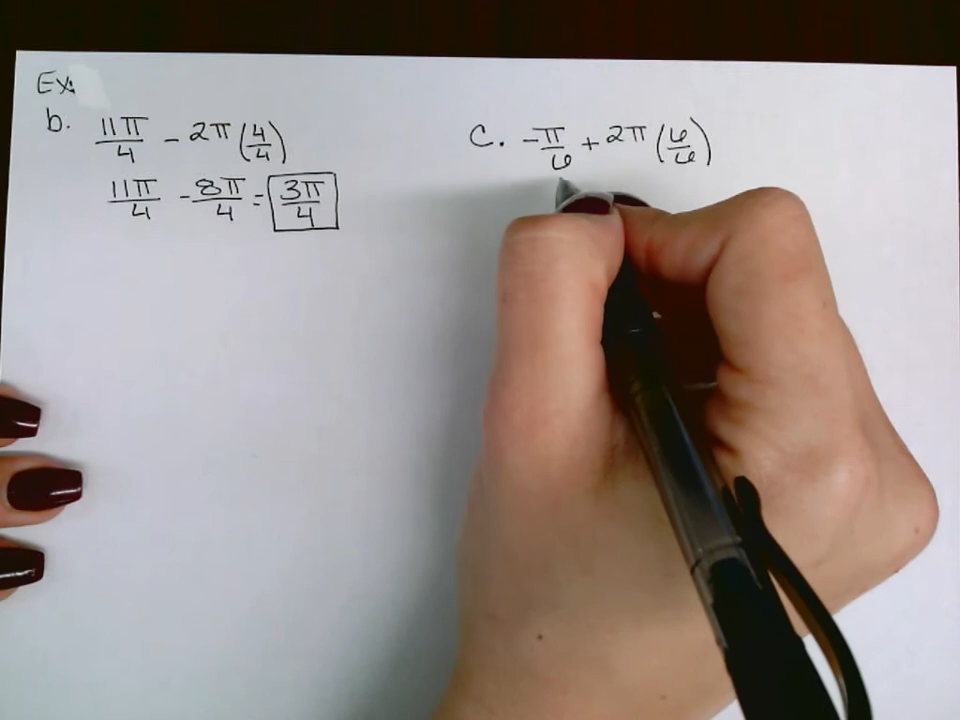 Ex:
b. 11π/4 - 2π(4/4)
11π/4 - 8π/4 = 3π/4
c. -π/6 + 2π(6/6)